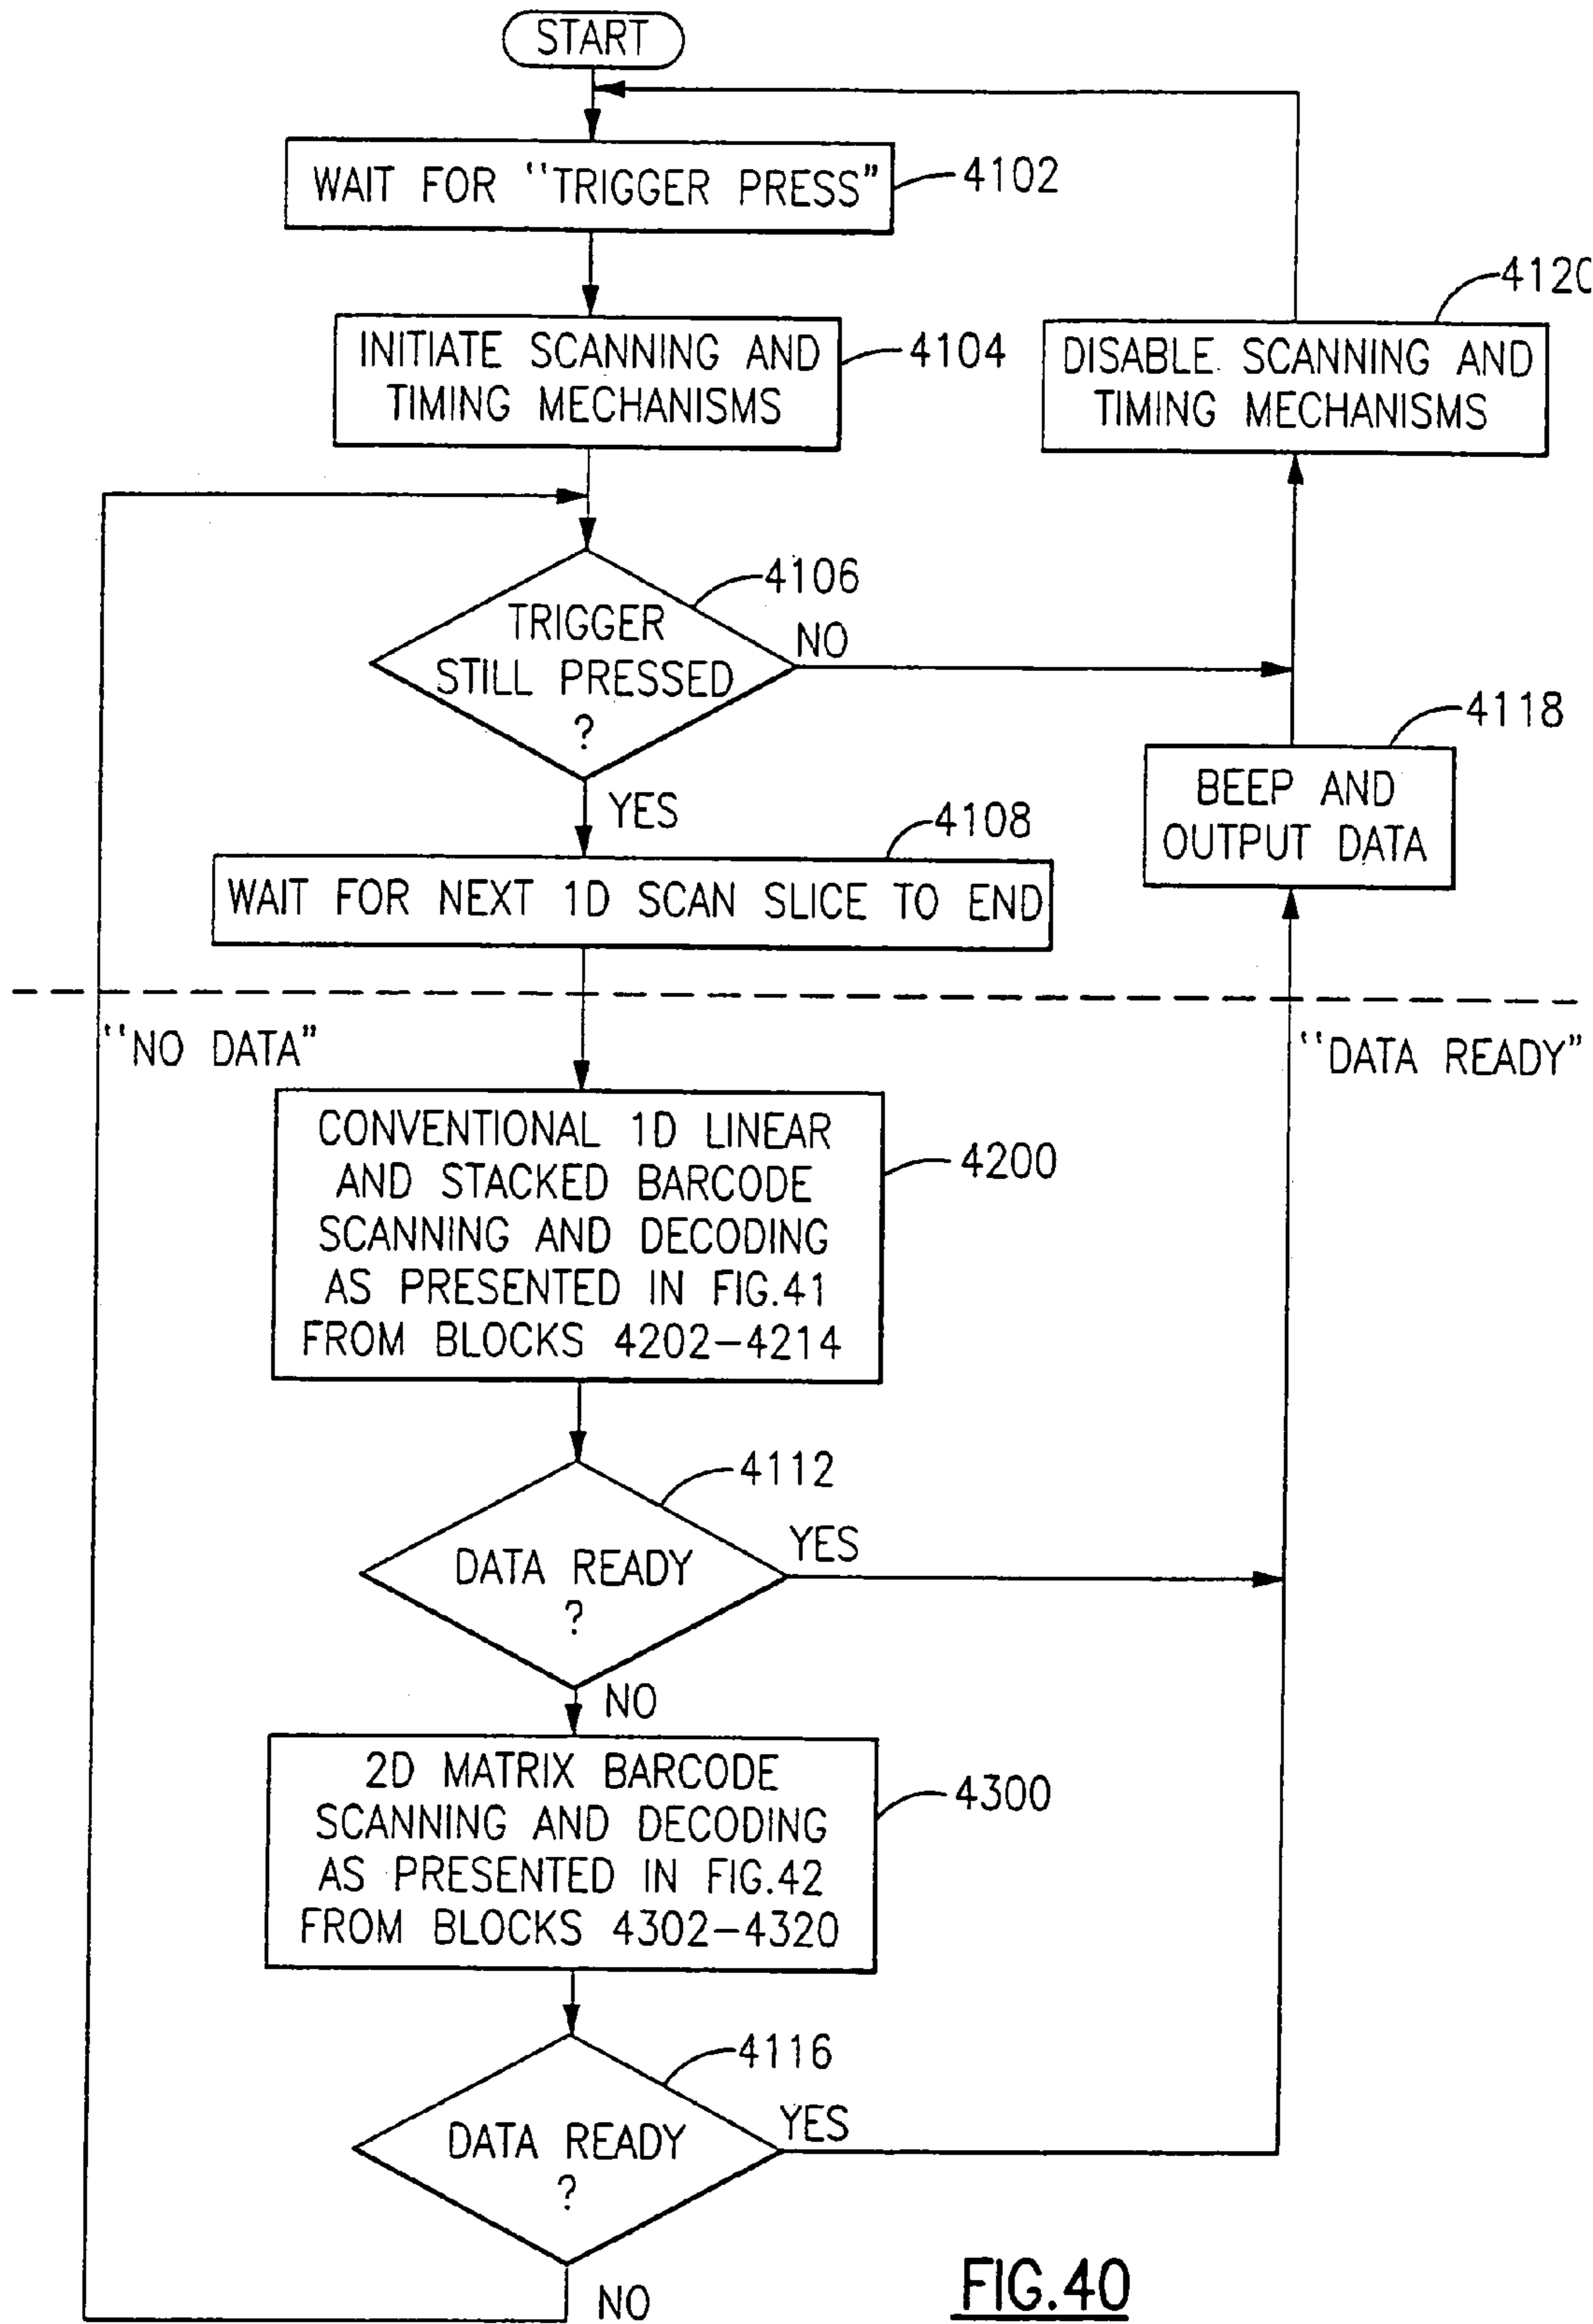 START
WAIT FOR "TRIGGER PRESS"
4102
INITIATE SCANNING AND
TIMING MECHANISMS
4104
DISABLE SCANNING AND
TIMING MECHANISMS
4120
TRIGGER
STILL PRESSED
?
4106
NO
YES
4118
BEEP AND
OUTPUT DATA
4108
WAIT FOR NEXT 1D SCAN SLICE TO END
"NO DATA"
"DATA READY"
CONVENTIONAL 1D LINEAR
AND STACKED BARCODE
SCANNING AND DECODING
AS PRESENTED IN FIG.41
FROM BLOCKS 4202-4214
4200
4112
DATA READY
?
YES
NO
2D MATRIX BARCODE
SCANNING AND DECODING
AS PRESENTED IN FIG.42
FROM BLOCKS 4302-4320
4300
4116
DATA READY
?
YES
NO
FIG.40